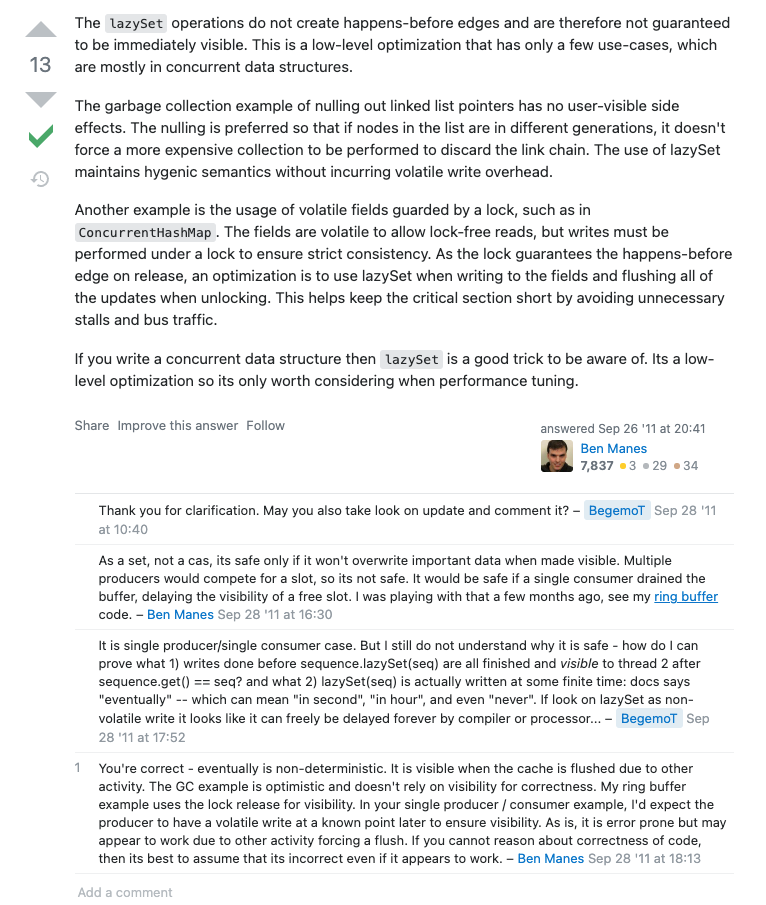 The lazySet operations do not create happens-before edges and are therefore not guaranteed
to be immediately visible. This is a low-level optimization that has only a few use-cases, which
are mostly in concurrent data structures.
13
The garbage collection example of nulling out linked list pointers has no user-visible side
effects. The nulling is preferred so that if nodes in the list are in different generations, it doesn't
force a more expensive collection to be performed to discard the link chain. The use of lazySet
maintains hygenic semantics without incurring volatile write overhead.
Another example is the usage of volatile fields guarded by a lock, such as in
ConcurrentHashMap. The fields are volatile to allow lock-free reads, but writes must be
performed under a lock to ensure strict consistency. As the lock guarantees the happens-before
edge on release, an optimization is to use lazySet when writing to the fields and flushing all of
the updates when unlocking. This helps keep the critical section short by avoiding unnecessary
stalls and bus traffic.
If you write a concurrent data structure then lazySet is a good trick to be aware of. Its a low-
level optimization so its only worth considering when performance tuning.
Share Improve this answer Follow
answered Sep 26 '11 at 20:41
Ben Manes
7,837 ●3 ●29 ●34
Thank you for clarification. May you also take look on update and comment it? – BegemoT Sep 28 '11
at 10:40
As a set, not a cas, its safe only if it won't overwrite important data when made visible. Multiple
producers would compete for a slot, so its not safe. It would be safe if a single consumer drained the
buffer, delaying the visibility of a free slot. I was playing with that a few months ago, see my ring buffer
code. – Ben Manes Sep 28 '11 at 16:30
It is single producer/single consumer case. But I still do not understand why it is safe - how do I can
prove what 1) writes done before sequence.lazySet(seq) are all finished and visible to thread 2 after
sequence.get() == seq? and what 2) lazySet(seq) is actually written at some finite time: docs says
"eventually" -- which can mean "in second", "in hour", and even "never". If look on lazySet as non-
volatile write it looks like it can freely be delayed forever by compiler or processor... – BegemoT Sep
28 '11 at 17:52
1 You're correct - eventually is non-deterministic. It is visible when the cache is flushed due to other
activity. The GC example is optimistic and doesn't rely on visibility for correctness. My ring buffer
example uses the lock release for visibility. In your single producer / consumer example, I'd expect the
producer to have a volatile write at a known point later to ensure visibility. As is, it is error prone but may
appear to work due to other activity forcing a flush. If you cannot reason about correctness of code,
then its best to assume that its incorrect even if it appears to work. – Ben Manes Sep 28 '11 at 18:13
Add a comment